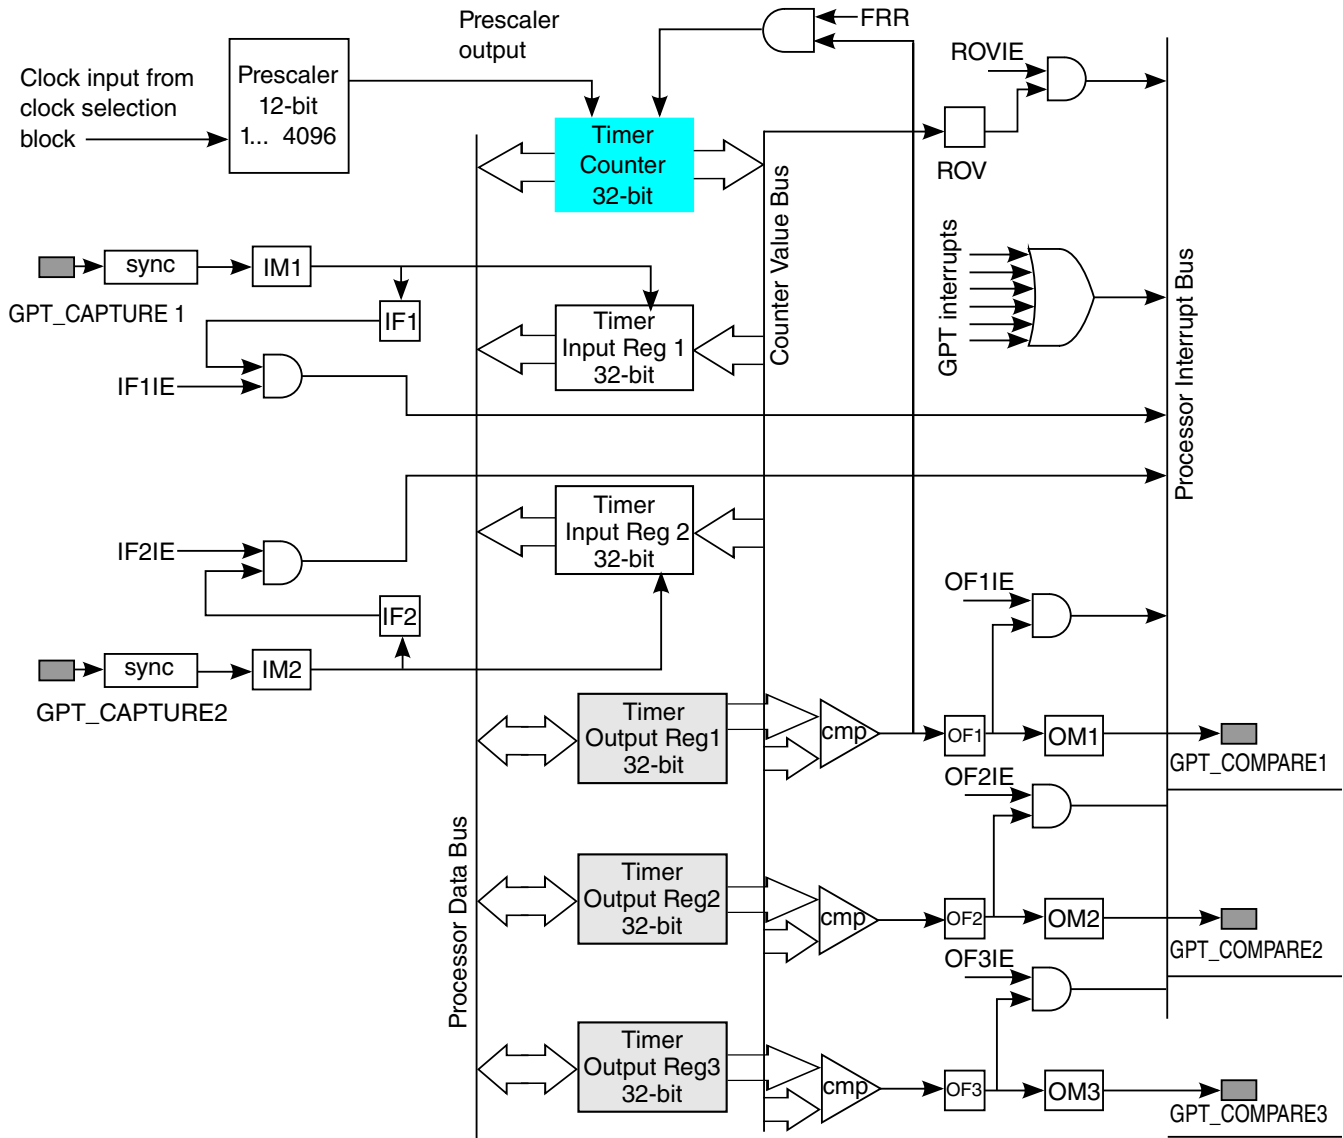 Prescaler
output
FRR
ROVIE
Clock input from
clock selection
block
Prescaler
12-bit
1... 4096
Timer
Counter
32-bit
ROV
Counter Value Bus
GPT interrupts
Processor Interrupt Bus
sync
IM1
GPT_CAPTURE 1
IF1
Timer
Input Reg 1
32-bit
IF1IE
Timer
Input Reg 2
32-bit
IF2IE
IF2
sync
IM2
GPT_CAPTURE2
OF1IE
Timer
Output Reg1
32-bit
cmp
OF1
OM1
GPT_COMPARE1
OF2IE
Processor Data Bus
Timer
Output Reg2
32-bit
cmp
OF2
OM2
GPT_COMPARE2
OF3IE
Timer
Output Reg3
32-bit
cmp
OF3
OM3
GPT_COMPARE3